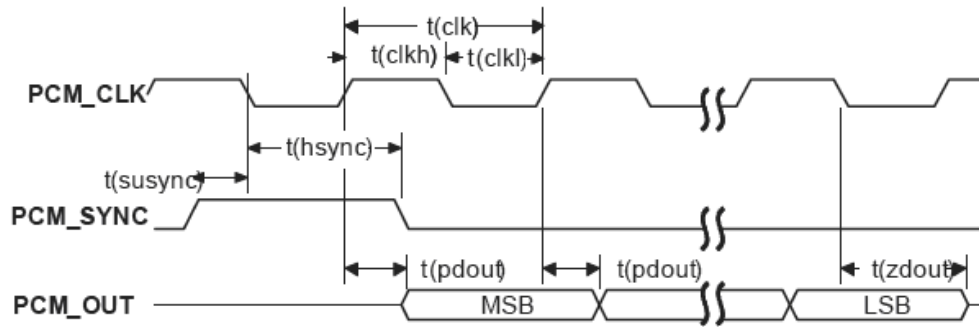 t(clk)
t(clkh)
t(clkl)
PCM_CLK
t(hsync)
t(susync)
PCM_SYNC
t(pdout)
t(pdout)
t(zdout)
PCM_OUT
MSB
LSB